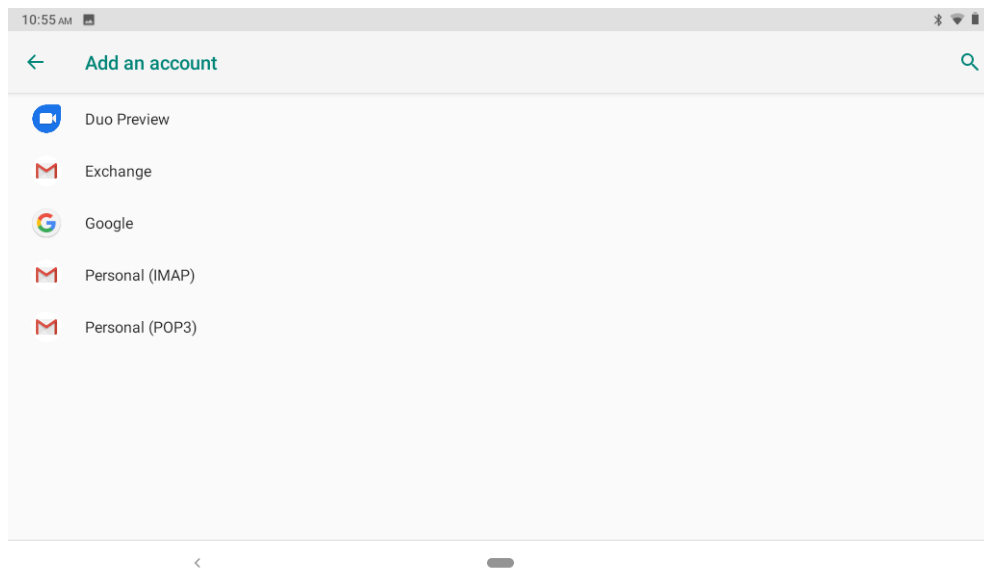 10:55 AM
Add an account
Duo Preview
Exchange
Google
Personal (IMAP)
Personal (POP3)